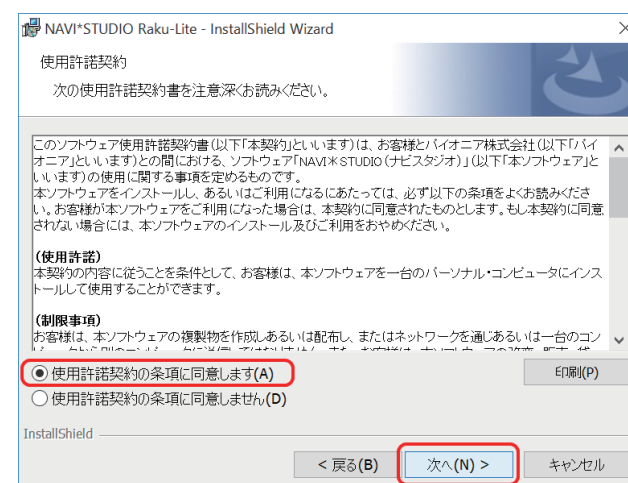 NAVI*STUDIO Raku-Lite - InstallShield Wizard
使用許諾契約
次の使用許諾契約書を注意深くお読みください。
このソフトウェア使用許諾契約書(以下「本契約」といいます)は、お客様とパイオニア株式会社(以下「パイ
オニア」といいます)との間における、ソフトウェア「NAVI*STUDIO(ナビスタジオ)」(以下「本ソフトウェア」と
いいます)の使用に関する事項を定めるものです。
本ソフトウェアをインストールし、あるいはご利用になるにあたっては、必ず以下の条項をよくお読みくださ
い。お客様が本ソフトウェアをご利用になった場合は、本契約に同意されたものとします。もし本契約に同意
されない場合には、本ソフトウェアのインストール及びご利用をおやめください。
(使用許諾)
本契約の内容に従うことを条件として、お客様は、本ソフトウェアを一台のパーソナル・コンピュータにインス
トールして使用することができます。
(制限事項)
お客様は、本ソフトウェアの複製物を作成しあるいは配布し、またはネットワークを通じあるいは一台のコン
使用許諾契約の条項に同意します(A)
印刷(P)
使用許諾契約の条項に同意しません(D)
InstallShield
< 戻る(B)
次へ(N) >
キャンセル